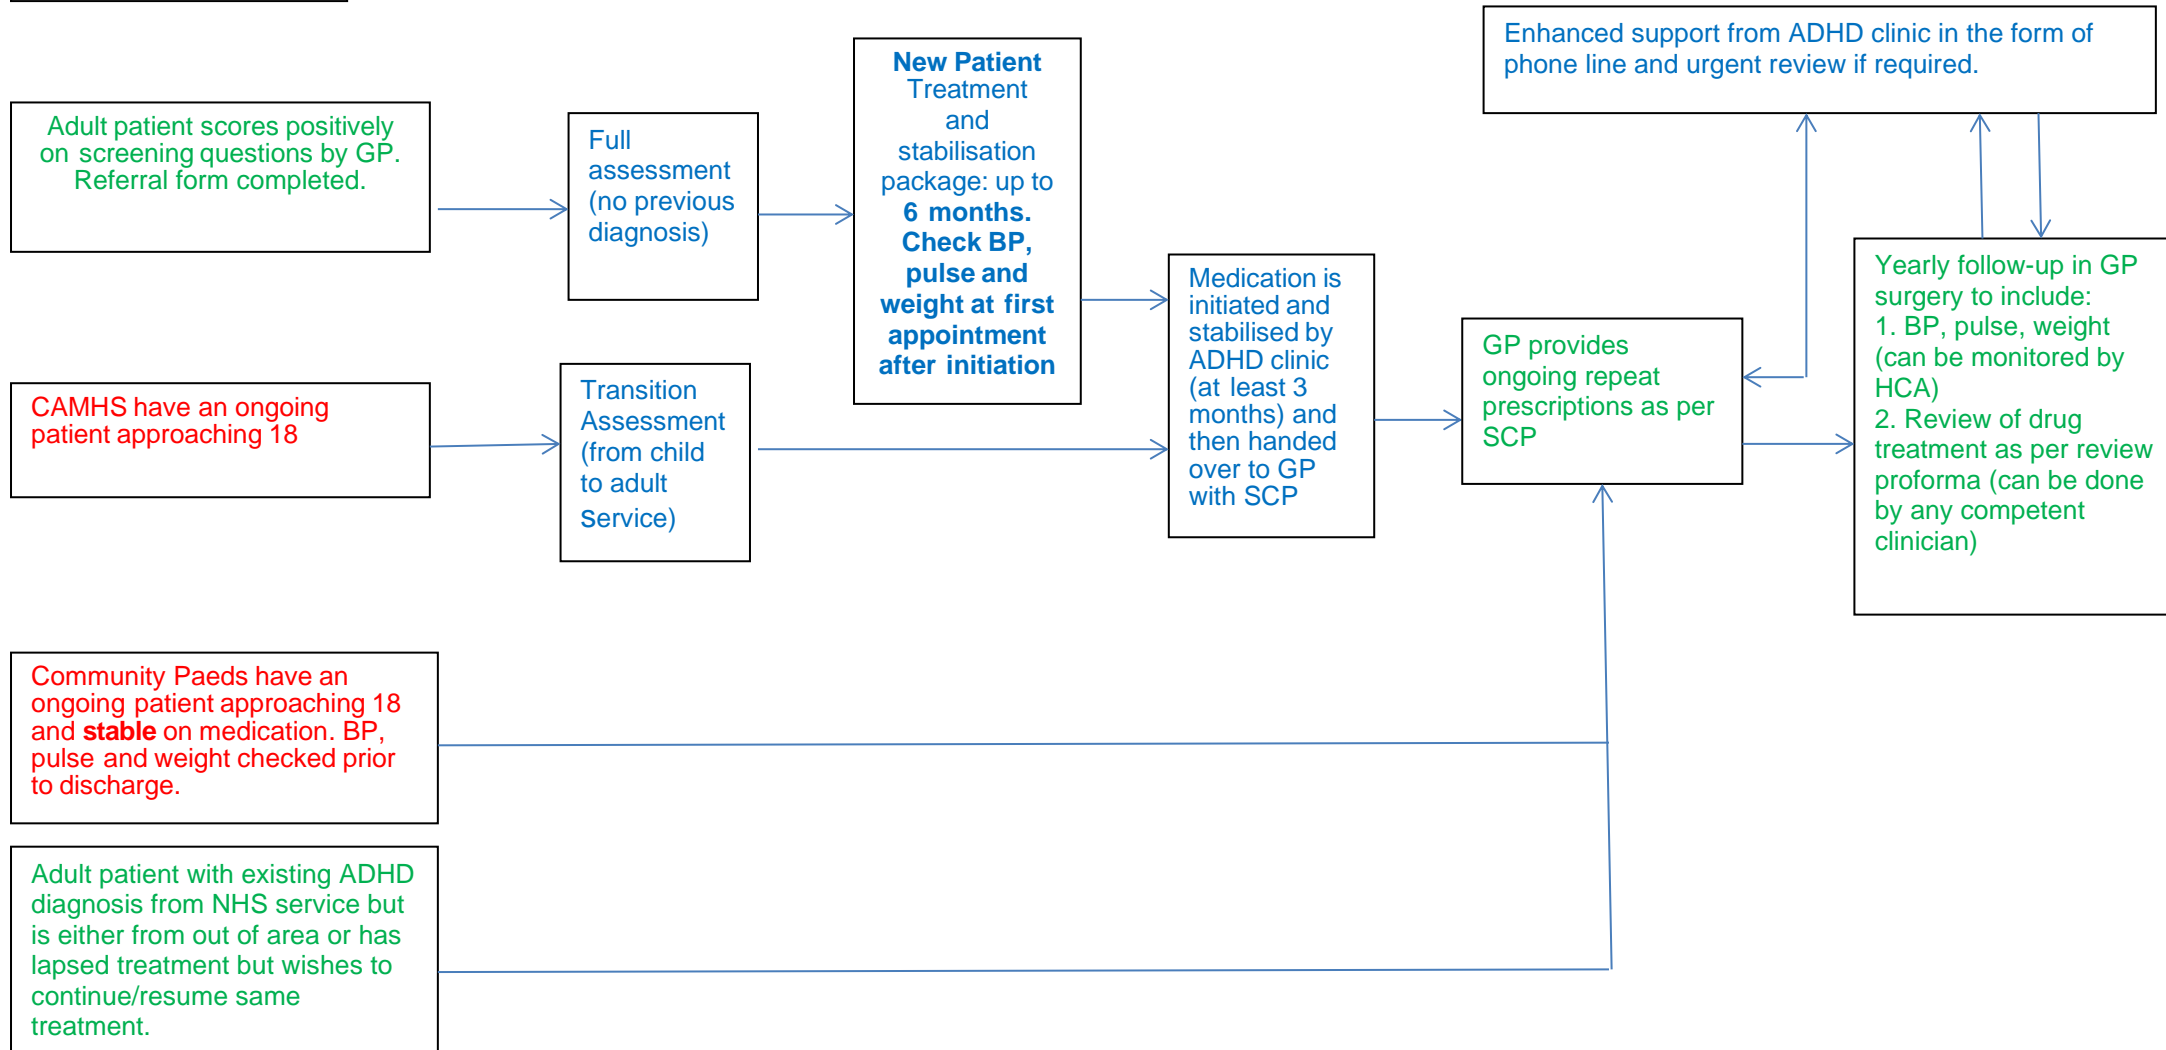 Adult patient scores positively
on screening questions by GP.
Referral form completed.
Full
assessment
(no previous
diagnosis)
New Patient
Treatment
and
stabilisation
package: up to
6 months.
Check BP,
pulse and
weight at first
appointment
after initiation
Enhanced support from ADHD clinic in the form of
phone line and urgent review if required.
CAMHS have an ongoing
patient approaching 18
Transition
Assessment
(from child
to adult
service)
Medication is
initiated and
stabilised by
ADHD clinic
(at least 3
months) and
then handed
over to GP
with SCP
GP provides
ongoing repeat
prescriptions as per
SCP
Yearly follow-up in GP
surgery to include:
1. BP, pulse, weight
(can be monitored by
HCA)
2. Review of drug
treatment as per review
proforma (can be done
by any competent
clinician)
Community Paeds have an
ongoing patient approaching 18
and stable on medication. BP,
pulse and weight checked prior
to discharge.
Adult patient with existing ADHD
diagnosis from NHS service but
is either from out of area or has
lapsed treatment but wishes to
continue/resume same
treatment.